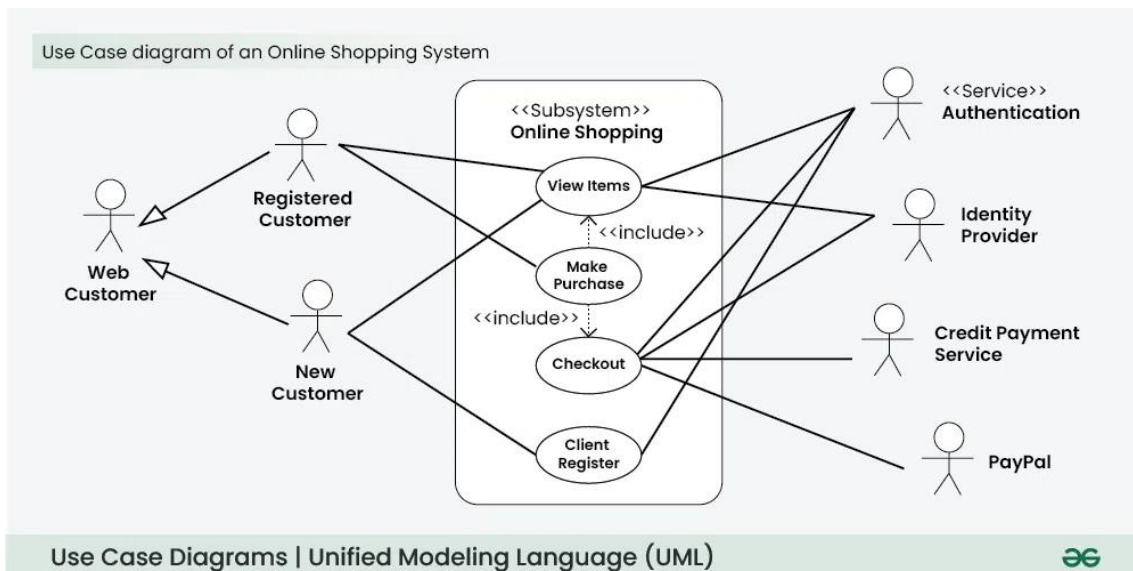 Use Case diagram of an Online Shopping System
<<Subsystem>>
Online Shopping
<<Service>>
Authentication
Registered
Customer
View Items
<<include>>
Identity
Provider
Web
Customer
Make
Purchase
<<include>>
New
Customer
Checkout
Credit Payment
Service
Client
Register
PayPal
Use Case Diagrams | Unified Modeling Language (UML)